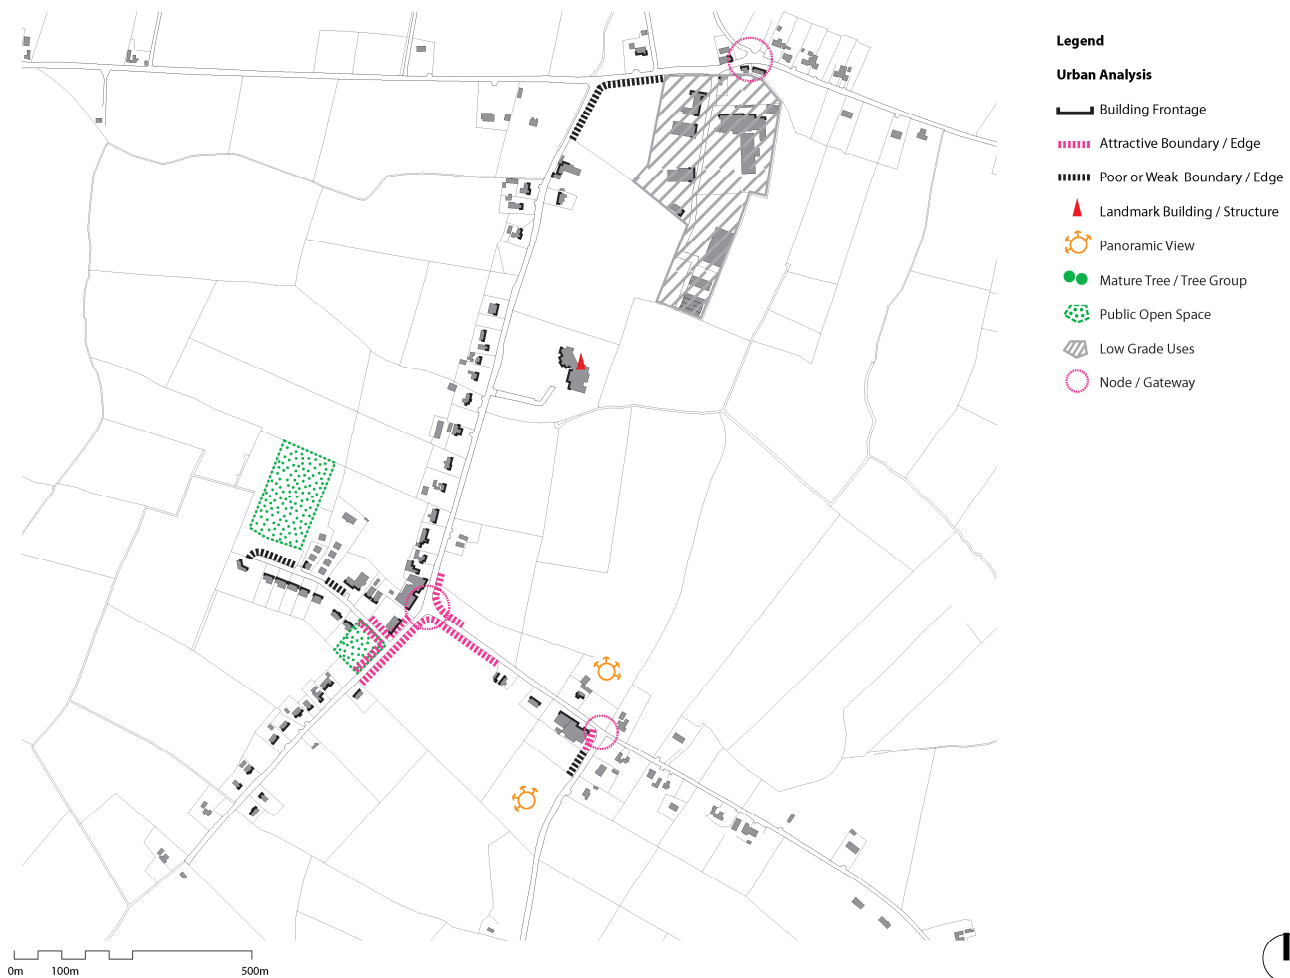 Legend
Urban Analysis
Building Frontage
Attractive Boundary / Edge
Poor or Weak Boundary / Edge
Landmark Building / Structure
Panoramic View
Mature Tree / Tree Group
Public Open Space
Low Grade Uses
Node / Gateway
0m 100m 500m